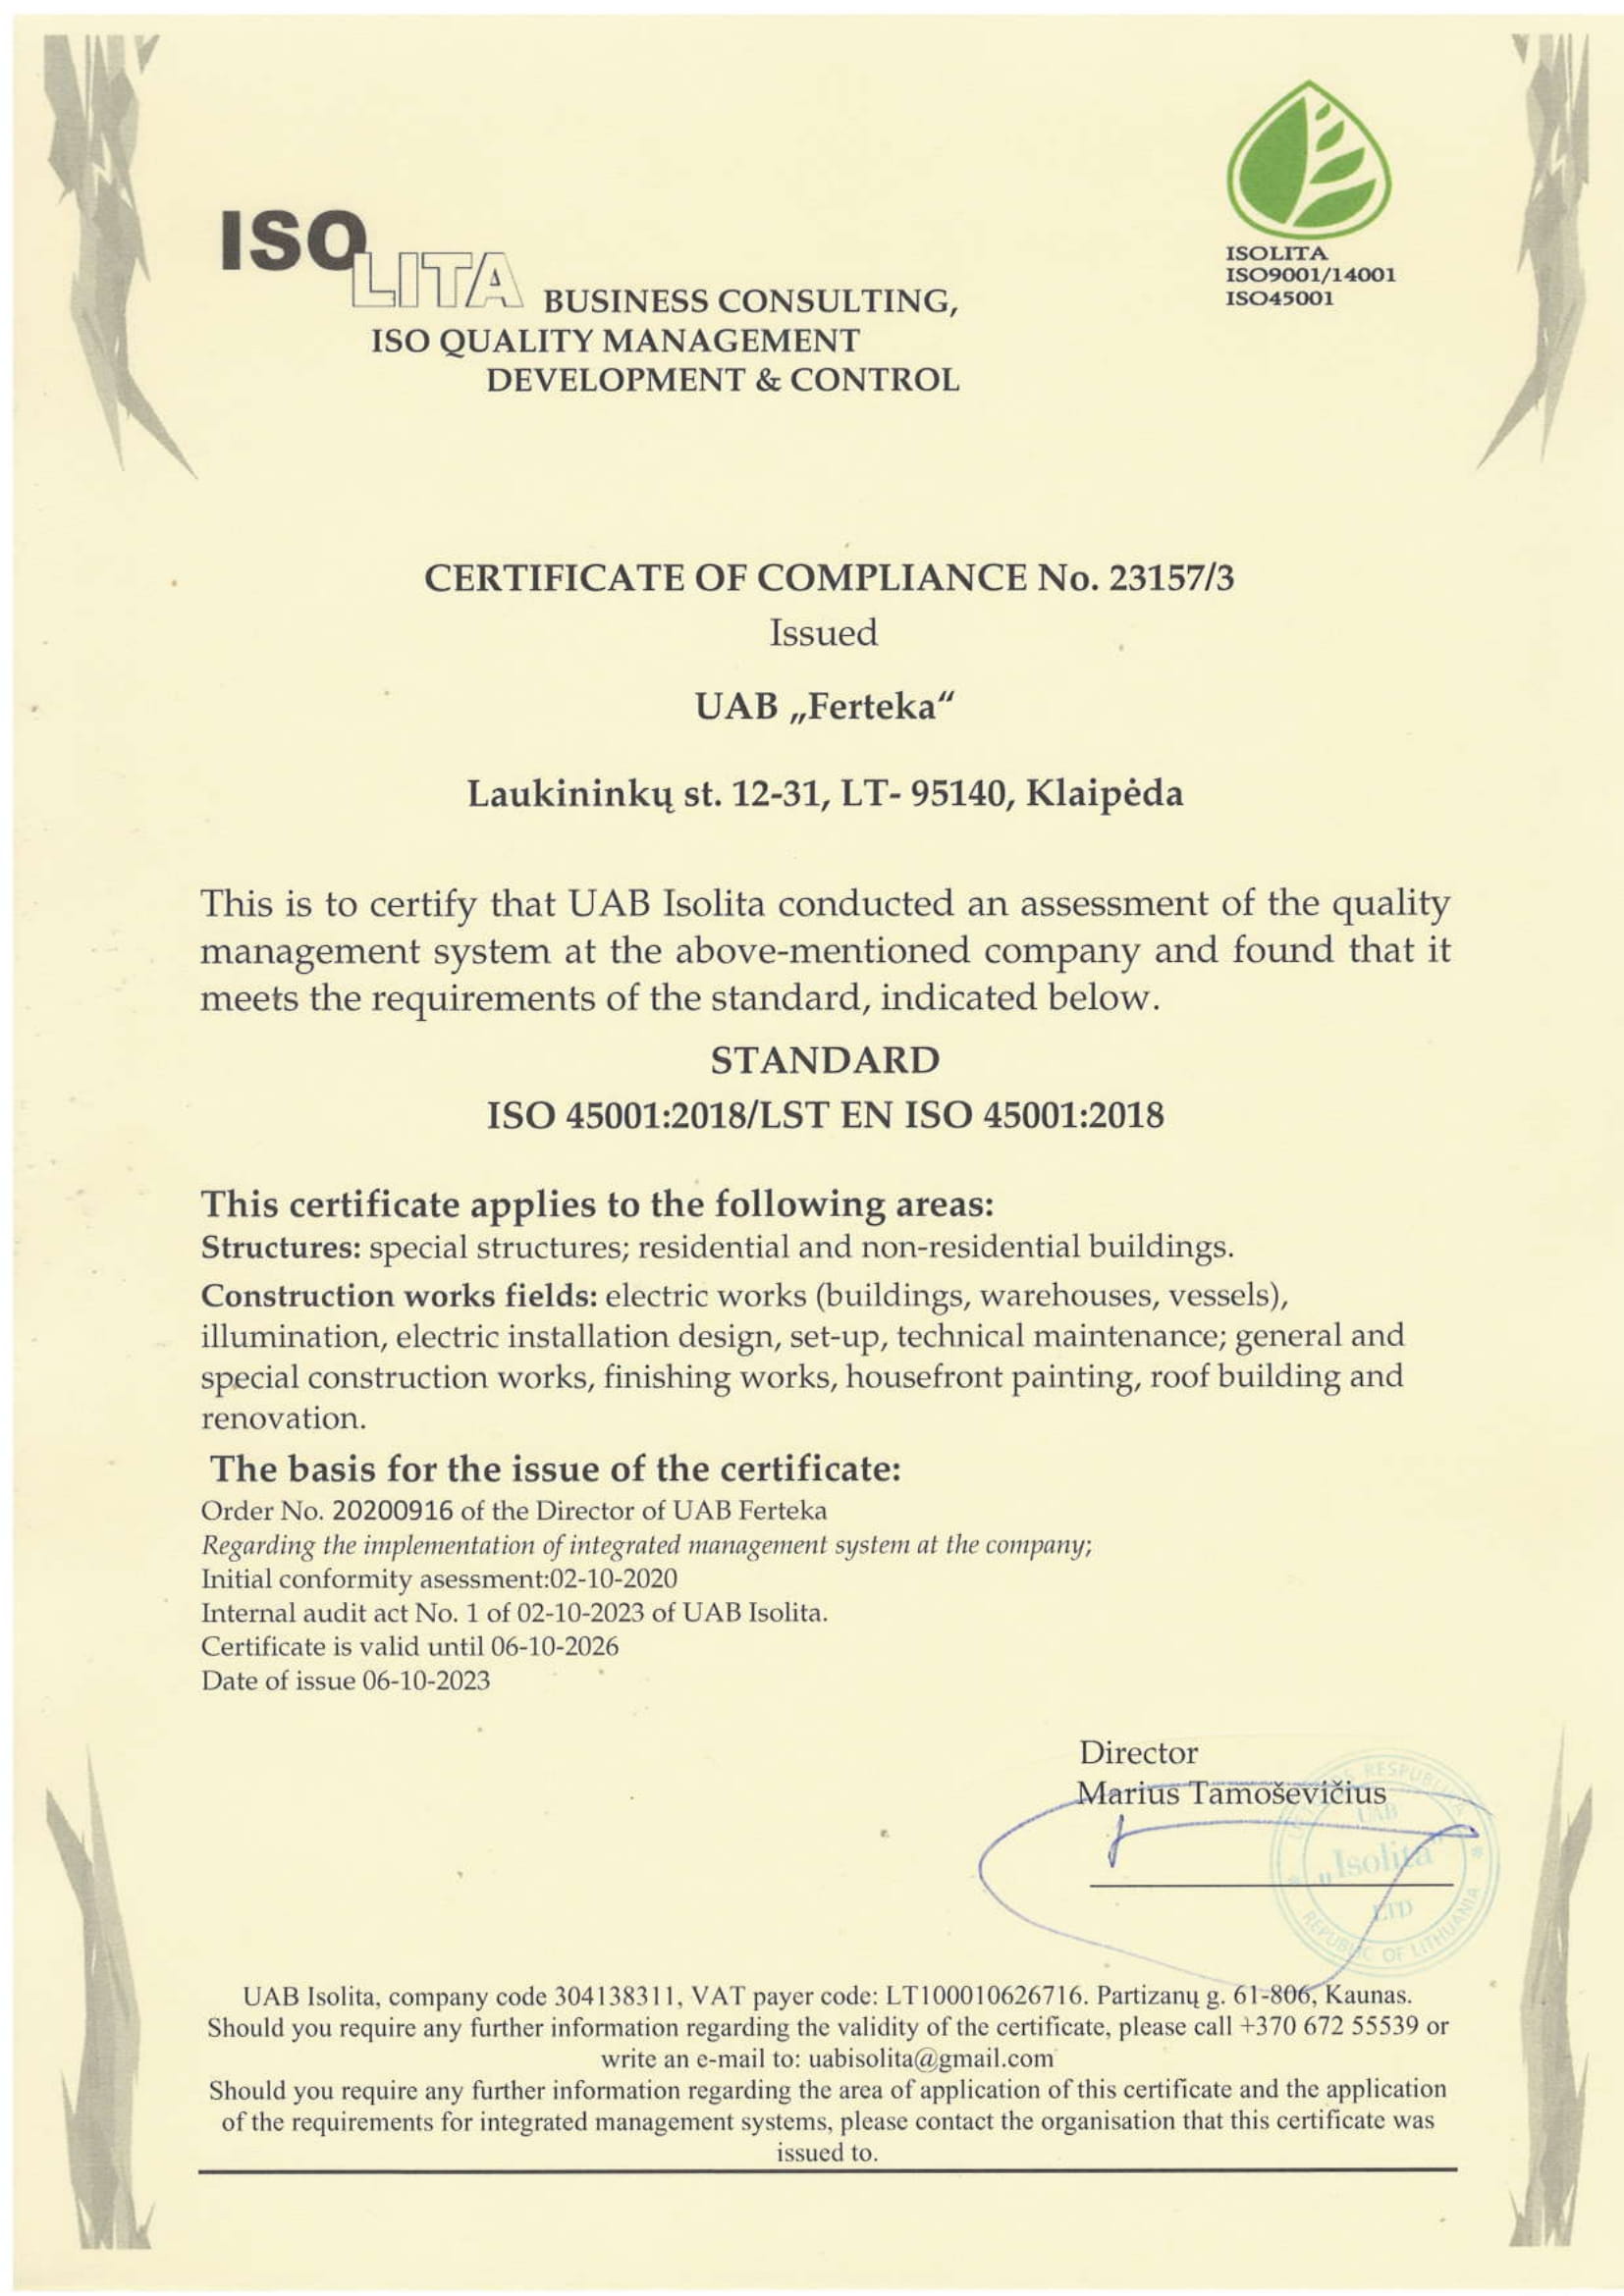 ISOLITA
ISOLITA
ISO9001/14001
ISO45001
BUSINESS CONSULTING,
ISO QUALITY MANAGEMENT
DEVELOPMENT & CONTROL
CERTIFICATE OF COMPLIANCE No. 23157/3
Issued
UAB „Ferteka“
Laukininkų st. 12-31, LT- 95140, Klaipėda
This is to certify that UAB Isolita conducted an assessment of the quality
management system at the above-mentioned company and found that it
meets the requirements of the standard, indicated below.
STANDARD
ISO 45001:2018/LST EN ISO 45001:2018
This certificate applies to the following areas:
Structures: special structures; residential and non-residential buildings.
Construction works fields: electric works (buildings, warehouses, vessels),
illumination, electric installation design, set-up, technical maintenance; general and
special construction works, finishing works, housefront painting, roof building and
renovation.
The basis for the issue of the certificate:
Order No. 20200916 of the Director of UAB Ferteka
Regarding the implementation of integrated management system at the company;
Initial conformity asessment:02-10-2020
Internal audit act No. 1 of 02-10-2023 of UAB Isolita.
Certificate is valid until 06-10-2026
Date of issue 06-10-2023
Director
Marius Tamoševičius
UAB
„Isolita“
LTD
REPUBLIC OF LITHUANIA
UAB Isolita, company code 304138311, VAT payer code: LT100010626716. Partizanų g. 61-806, Kaunas.
Should you require any further information regarding the validity of the certificate, please call +370 672 55539 or
write an e-mail to: uabisolita@gmail.com
Should you require any further information regarding the area of application of this certificate and the application
of the requirements for integrated management systems, please contact the organisation that this certificate was
issued to.